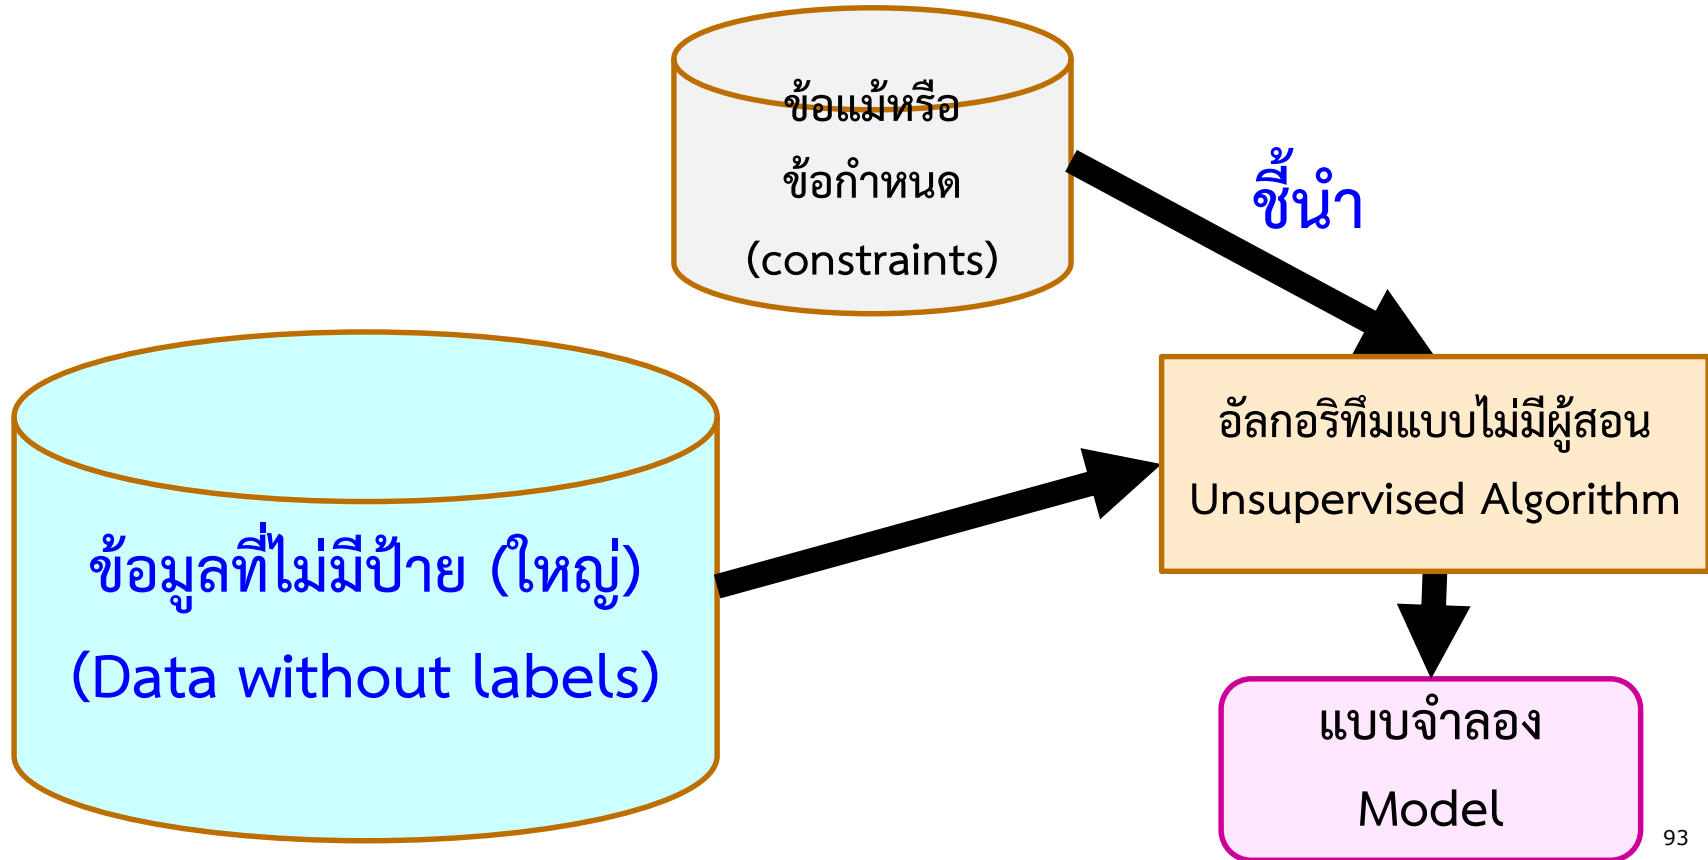 ข้อแม้หรือ
ข้อกำหนด
(constraints)
ชี้นำ
อัลกอริทึมแบบไม่มีผู้สอน
Unsupervised Algorithm
ข้อมูลที่ไม่มีป้าย (ใหญ่)
(Data without labels)
แบบจำลอง
Model
93